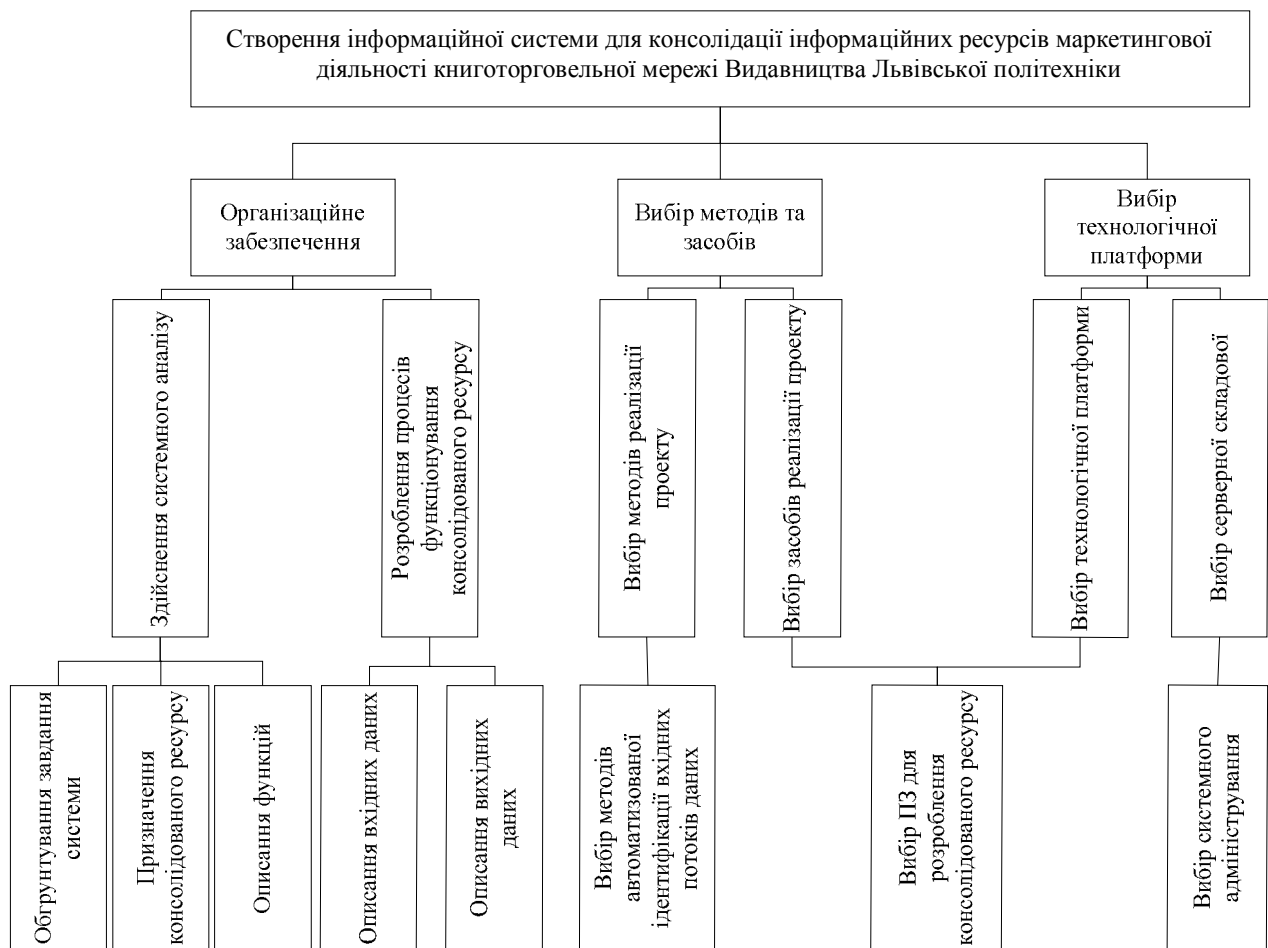 Створення інформаційної системи для консолідації інформаційних ресурсів маркетингової
діяльності книготорговельної мережі Видавництва Львівської політехніки
Організаційне
забезпечення
Вибір методів та
засобів
Вибір
технологічної
платформи
Здійснення системного аналізу
Розроблення процесів
функціонування
консолідованого ресурсу
Вибір методів реалізації
проекту
Вибір засобів реалізації проекту
Вибір технологічної платформи
Вибір серверної складової
Обгрунтування завдання
системи
Призначення
консолідованого ресурсу
Описання функцій
Описання вхідних даних
Описання вихідних
даних
Вибір методів
автоматизованої
ідентифікації вхідних
потоків даних
Вибір ПЗ для
розроблення
консолідованого ресурсу
Вибір системного
адміністрування